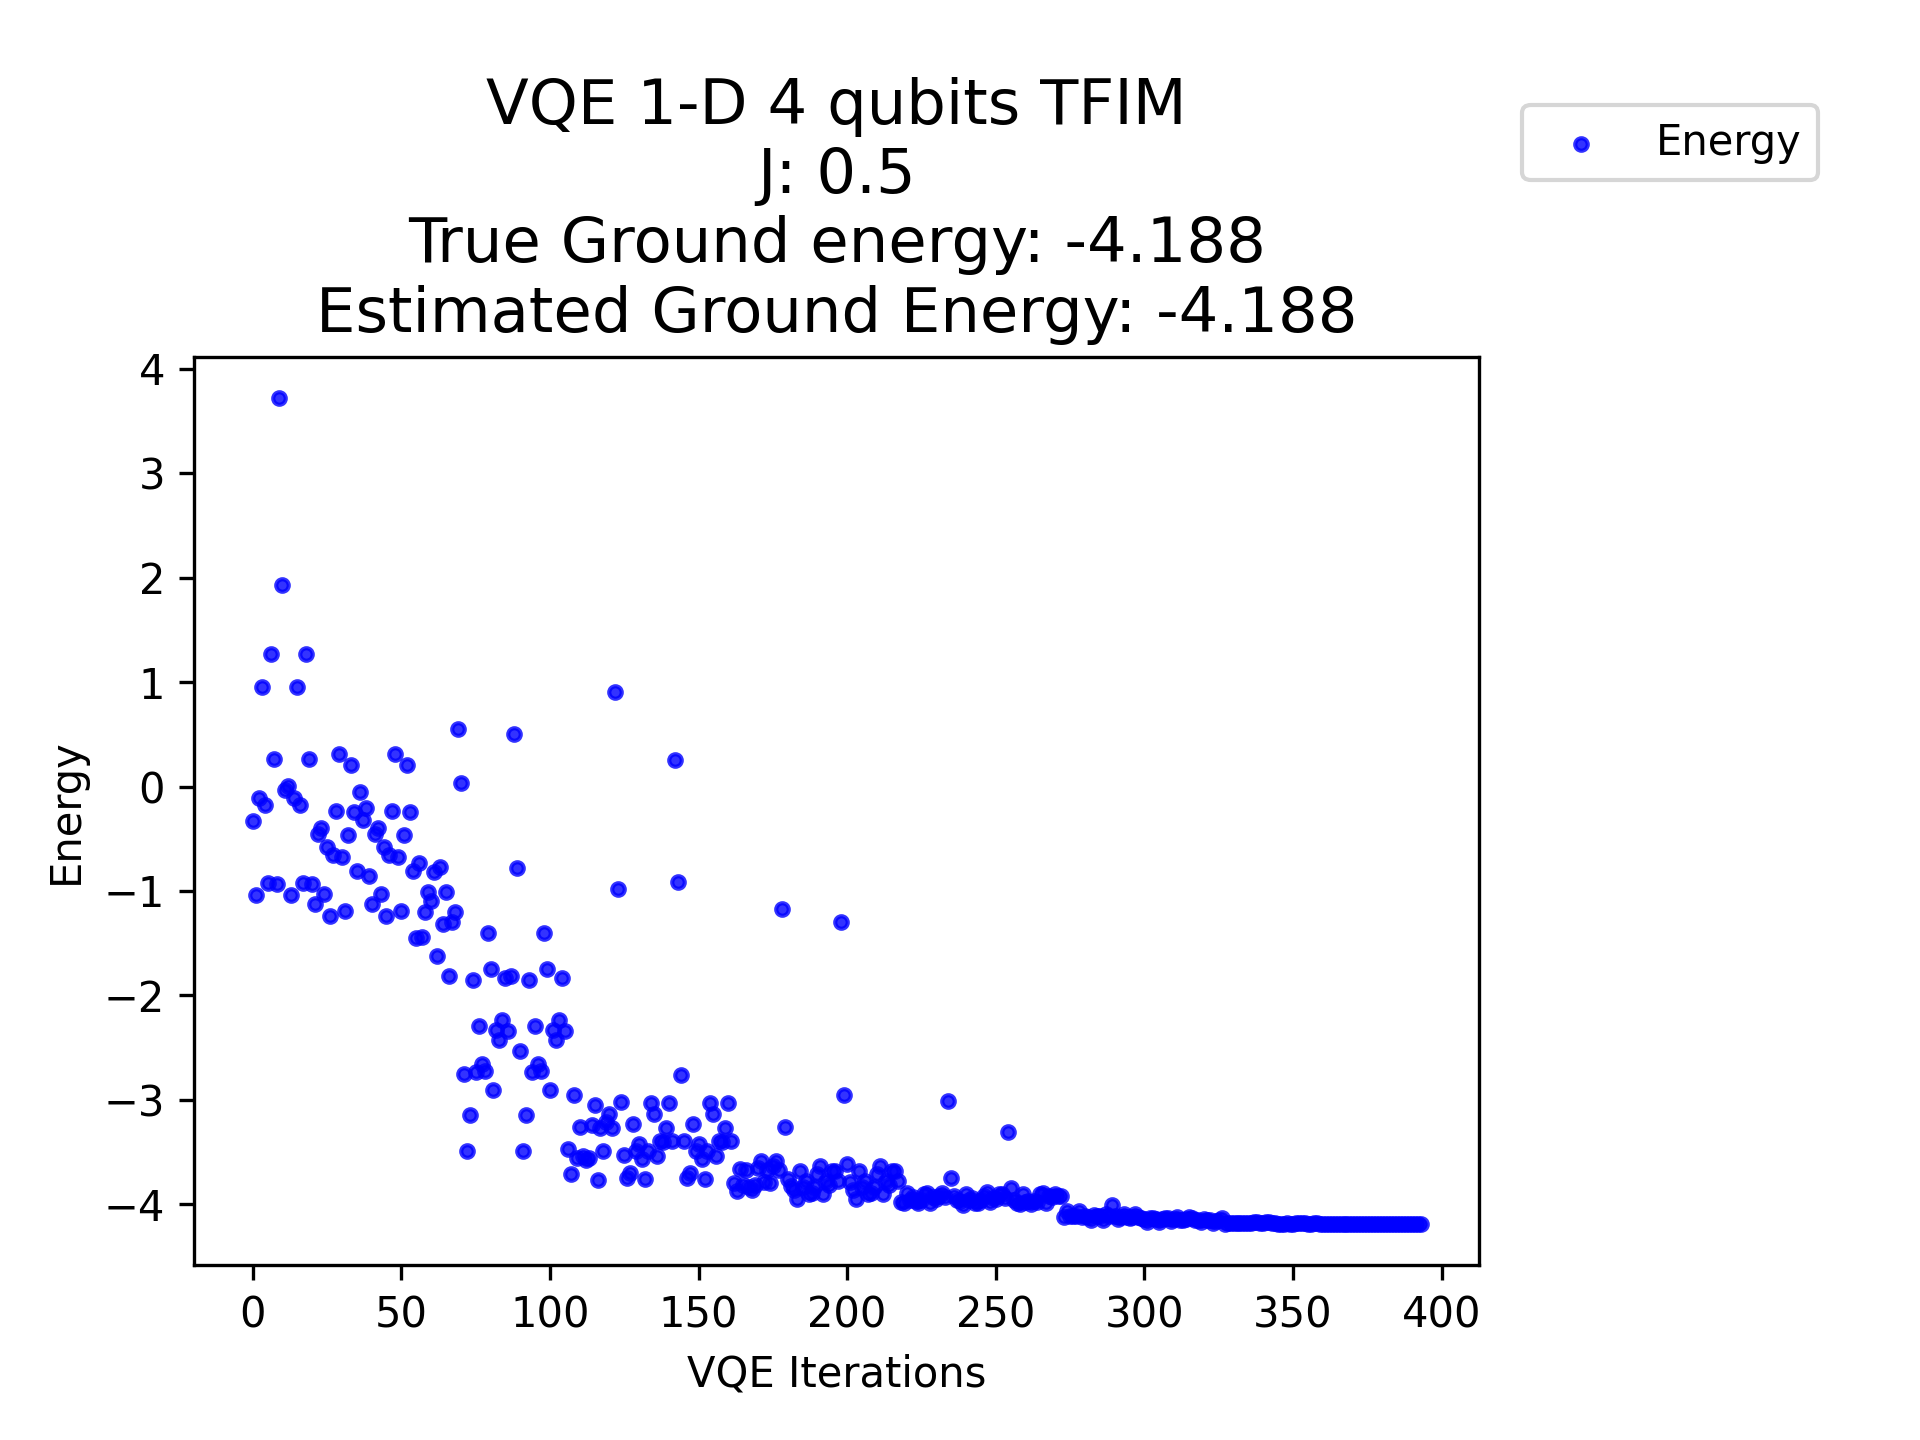 VQE 1-D 4 qubits TFIM
J: 0.5
True Ground energy: -4.188
Estimated Ground Energy: -4.188
Energy
4
3
2
1
0
−1
−2
−3
−4
Energy
0 50 100 150 200 250 300 350 400
VQE Iterations